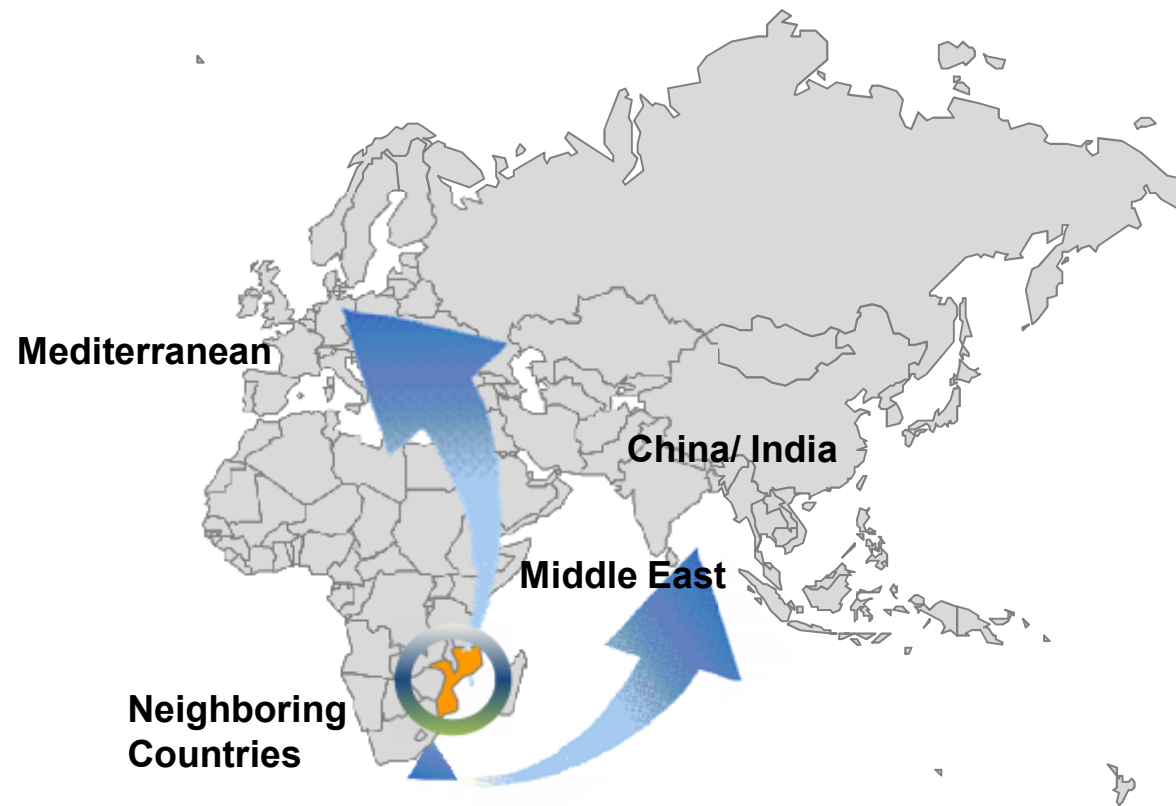 Mediterranean
China/ India
Middle East
Neighboring
Countries